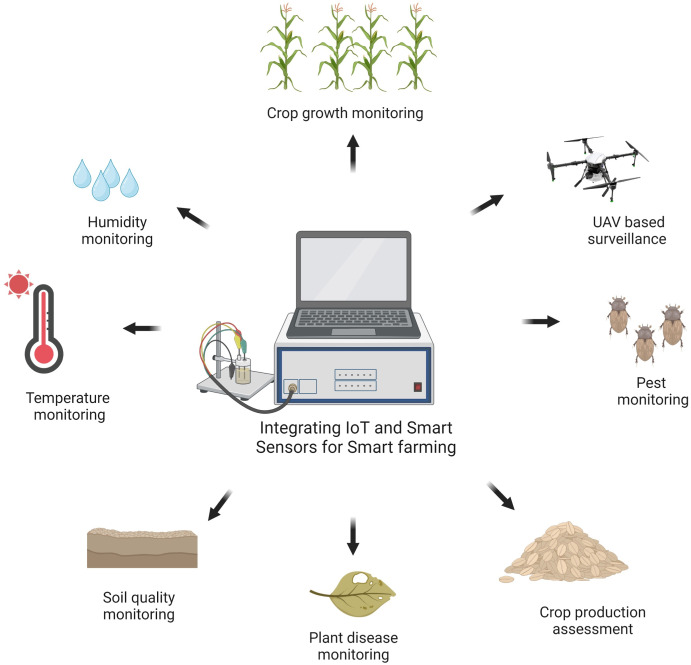 Crop growth monitoring
Humidity
monitoring
UAV based
surveillance
Temperature
monitoring
Pest
monitoring
Integrating IoT and Smart
Sensors for Smart farming
Soil quality
monitoring
Plant disease
monitoring
Crop production
assessment